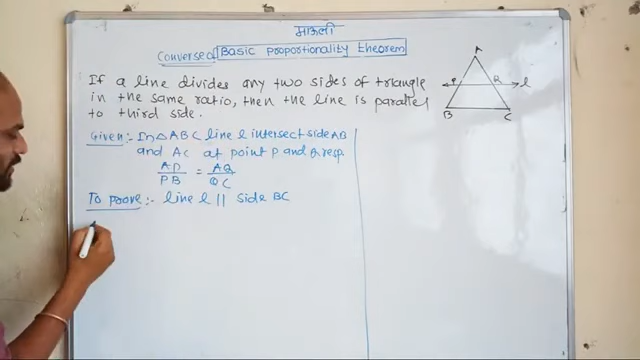 माऊली
Converse of Basic proportionality theorem
If a line divides any two sides of triangle
in the same ratio, then the line is parallel
to third side.
Given:- In △ABC line l intersect side AB
and AC at point P and Q resp
AP/PB = AQ/QC
To proove:- line l || side BC
A
P Q l
B C